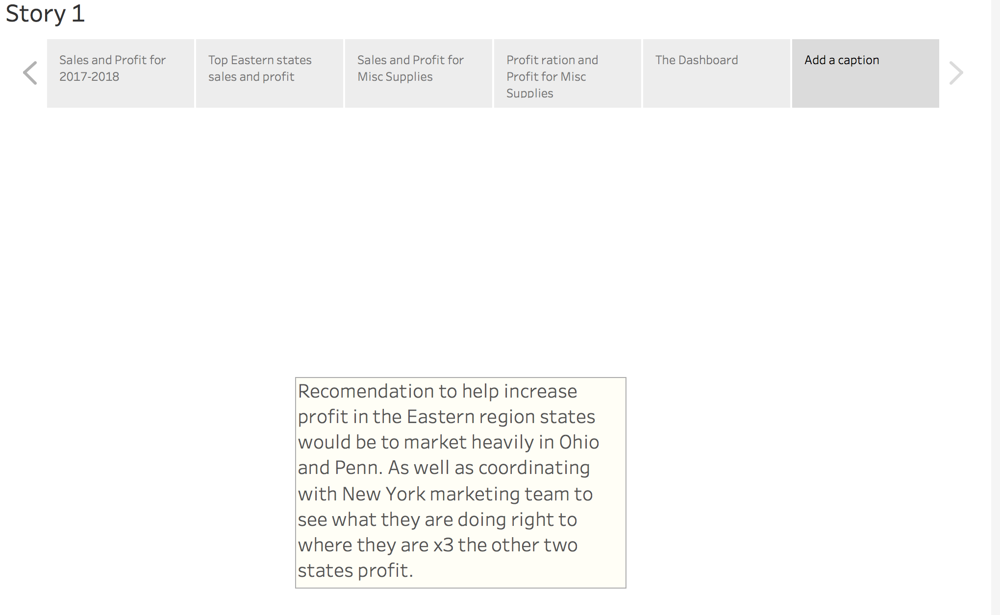 Story 1
Sales and Profit for
2017-2018
Top Eastern states
sales and profit
Sales and Profit for
Misc Supplies
Profit ration and
Profit for Misc
Supplies
The Dashboard
Add a caption
Recomendation to help increase
profit in the Eastern region states
would be to market heavily in Ohio
and Penn. As well as coordinating
with New York marketing team to
see what they are doing right to
where they are x3 the other two
states profit.